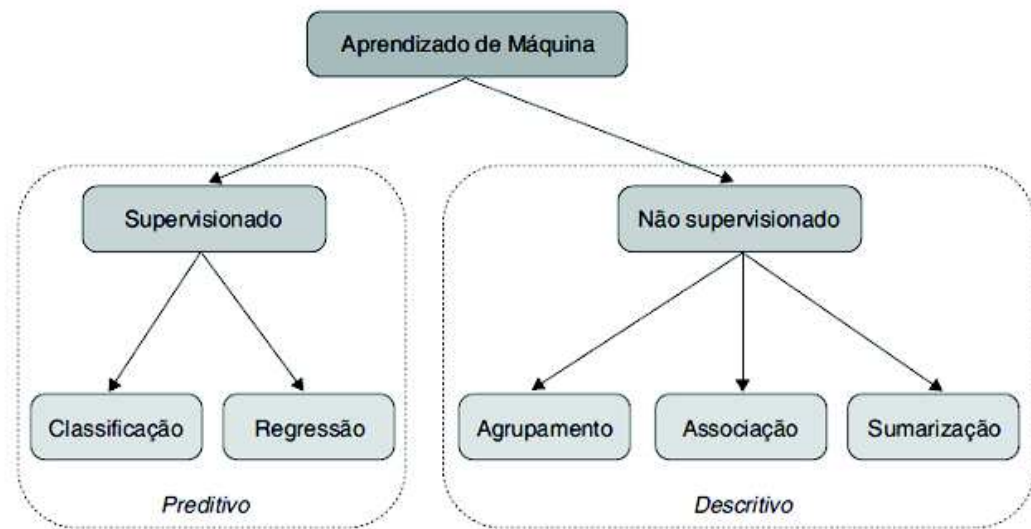 Aprendizado de Máquina
Supervisionado
Não supervisionado
Classificação
Regressão
Agrupamento
Associação
Sumarização
Preditivo
Descritivo